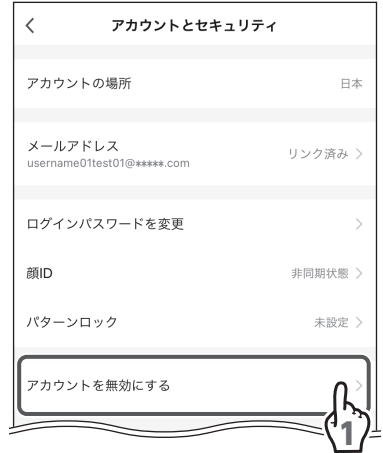 アカウントとセキュリティ
アカウントの場所 日本
メールアドレス リンク済み
username01test01@*****.com
ログインパスワードを変更
顔ID 非同期状態
パターンロック 未設定
アカウントを無効にする
1